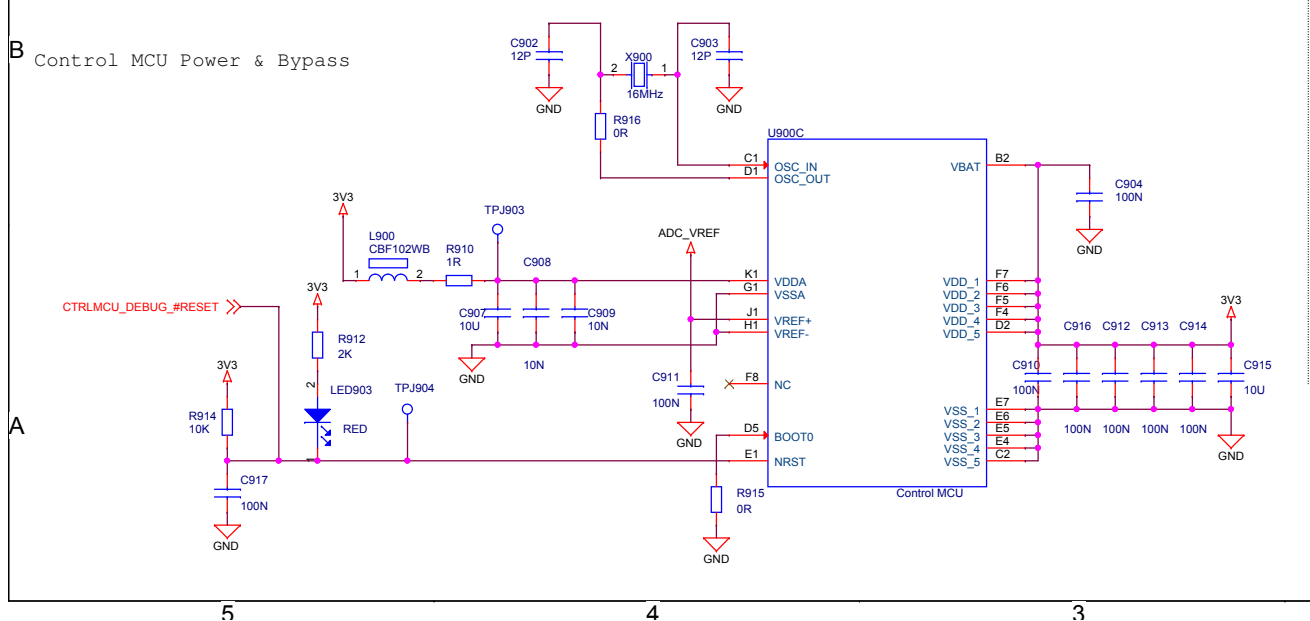 B
Control MCU Power & Bypass
C902
12P
GND
X900
2
1
16MHz
C903
12P
GND
R916
0R
U900C
C1
OSC_IN
D1
OSC_OUT
B2
VBAT
C904
100N
GND
3V3
L900
CBF102WB
1
2
R910
1R
TPJ903
C908
C907
10U
C909
10N
10N
GND
ADC_VREF
K1
VDDA
G1
VSSA
J1
VREF+
H1
VREF-
F8
NC
C911
100N
GND
D5
BOOT0
E1
NRST
R915
0R
GND
F7
VDD_1
F6
VDD_2
F5
VDD_3
F4
VDD_4
D2
VDD_5
3V3
C910
100N
C916
C912
C913
C914
C915
10U
100N
100N
100N
100N
GND
E7
VSS_1
E6
VSS_2
E5
VSS_3
E4
VSS_4
C2
VSS_5
Control MCU
CTRLMCU_DEBUG_#RESET
3V3
R912
2K
2
LED903
RED
1
TPJ904
3V3
R914
10K
C917
100N
GND
A
5
4
3